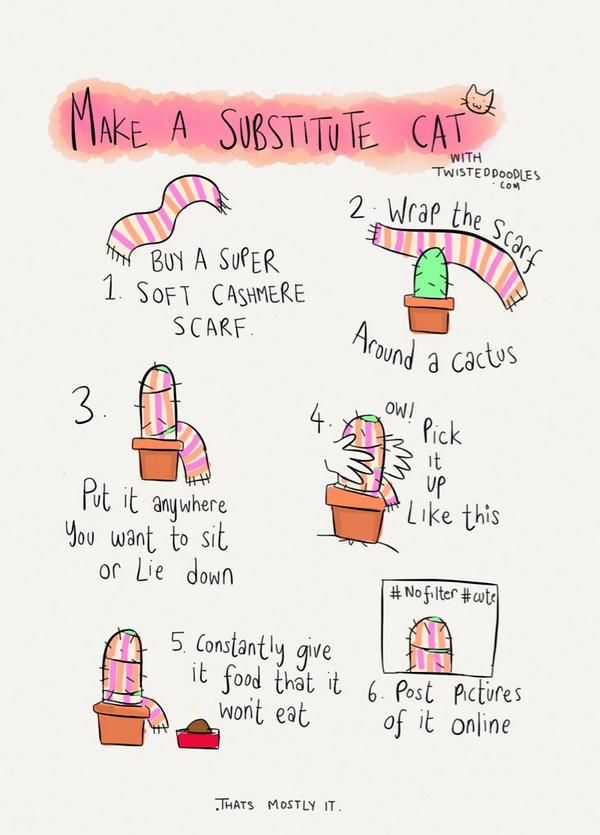 MAKE A SUBSTITUTE CAT
WITH
TWISTEDDOODLES
.COM
BUY A SUPER
1. SOFT CASHMERE
SCARF.
2. Wrap the Scarf
Around a cactus
3.
Put it anywhere
You want to sit
or Lie down
4.
OW!
Pick
it
up
Like this
5. Constantly give
it food that it
won't eat
#Nofilter #cute
6. Post Pictures
of it online
.THATS MOSTLY IT.